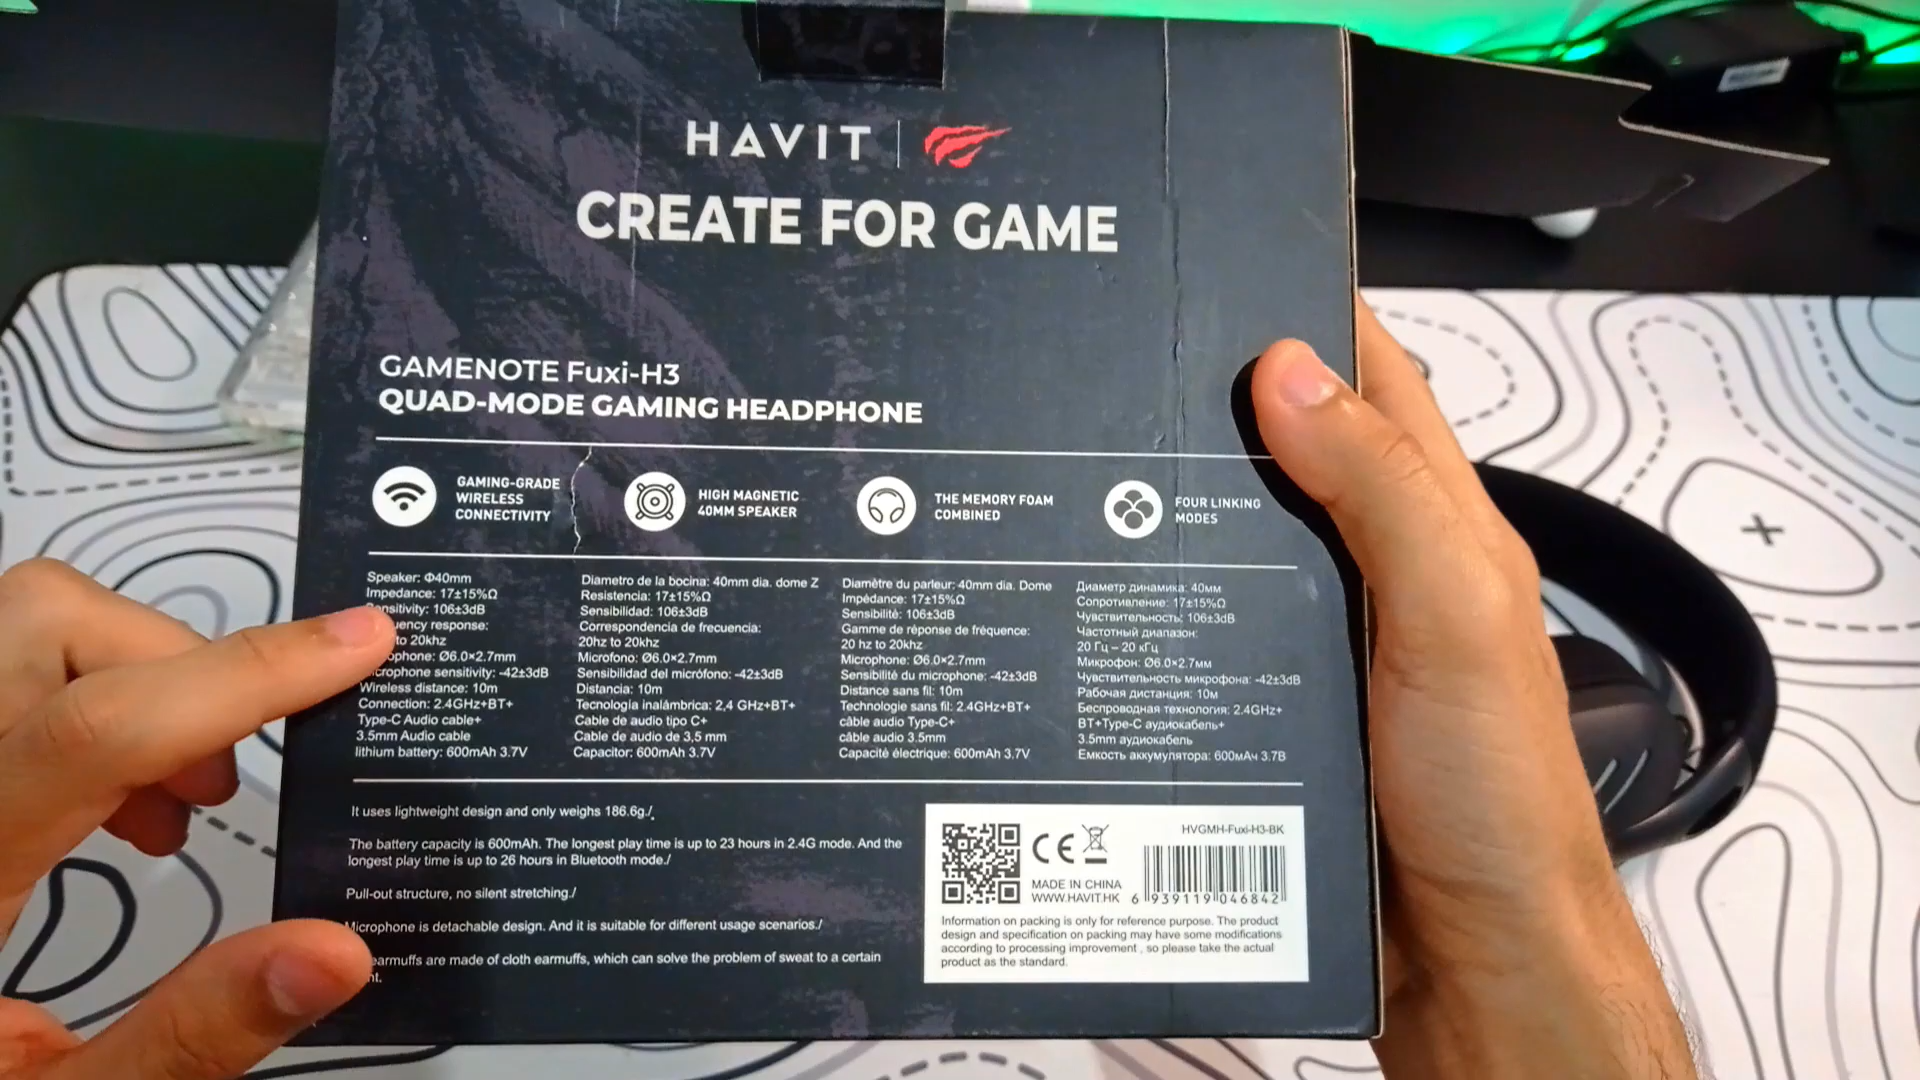 HAVIT
CREATE FOR GAME
GAMENOTE Fuxi-H3
QUAD-MODE GAMING HEADPHONE
GAMING-GRADE
WIRELESS
CONNECTIVITY
HIGH MAGNETIC
40MM SPEAKER
THE MEMORY FOAM
COMBINED
FOUR LINKING
MODES
Speaker: Φ40mm
Impedance: 17±15%Ω
Sensitivity: 106±3dB
response:
to 20khz
Ø6.0×2.7mm
sensitivity: -42±3dB
Wireless distance: 10m
Connection: 2.4GHz+BT+
Type-C Audio cable+
3.5mm Audio cable
lithium battery: 600mAh 3.7V
Diametro de la bocina: 40mm dia. dome Z
Resistencia: 17±15%Ω
Sensibilidad: 106±3dB
Correspondencia de frecuencia:
20hz to 20khz
Microfono: Ø6.0×2.7mm
Sensibilidad del micrófono: -42±3dB
Distancia: 10m
Tecnología inalámbrica: 2,4 GHz+BT+
Cable de audio tipo C+
Cable de audio de 3,5 mm
Capacitor: 600mAh 3.7V
Diamètre du parleur: 40mm dia. Dome
Impédance: 17±15%Ω
Sensibilité: 106±3dB
Gamme de réponse de fréquence:
20 hz to 20khz
Microphone: Ø6.0×2.7mm
Sensibilité du microphone: -42±3dB
Distance sans fil: 10m
Technologie sans fil: 2.4GHz+BT+
câble audio Type-C+
câble audio 3.5mm
Capacité électrique: 600mAh 3.7V
Диаметр динамика: 40мм
Сопротивление: 17±15%Ω
Чувствительность: 106±3dB
Частотный диапазон:
20 Гц – 20 кГц
Микрофон: Ø6.0×2.7мм
Чувствительность микрофона: -42±3dB
Рабочая дистанция: 10м
Беспроводная технология: 2.4GHz+
BT+Type-C аудиокабель+
3.5mm аудиокабель
Емкость аккумулятора: 600мАч 3.7В
It uses lightweight design and only weighs 186.6g./
The battery capacity is 600mAh. The longest play time is up to 23 hours in 2.4G mode. And the
longest play time is up to 26 hours in Bluetooth mode./
Pull-out structure, no silent stretching./
Microphone is detachable design. And it is suitable for different usage scenarios./
earmuffs are made of cloth earmuffs, which can solve the problem of sweat to a certain
HVGMH-Fuxi-H3-BK
CE
MADE IN CHINA
WWW.HAVIT.HK
6 939119 046842
Information on packing is only for reference purpose. The product
design and specification on packing may have some modifications
according to processing improvement , so please take the actual
product as the standard.